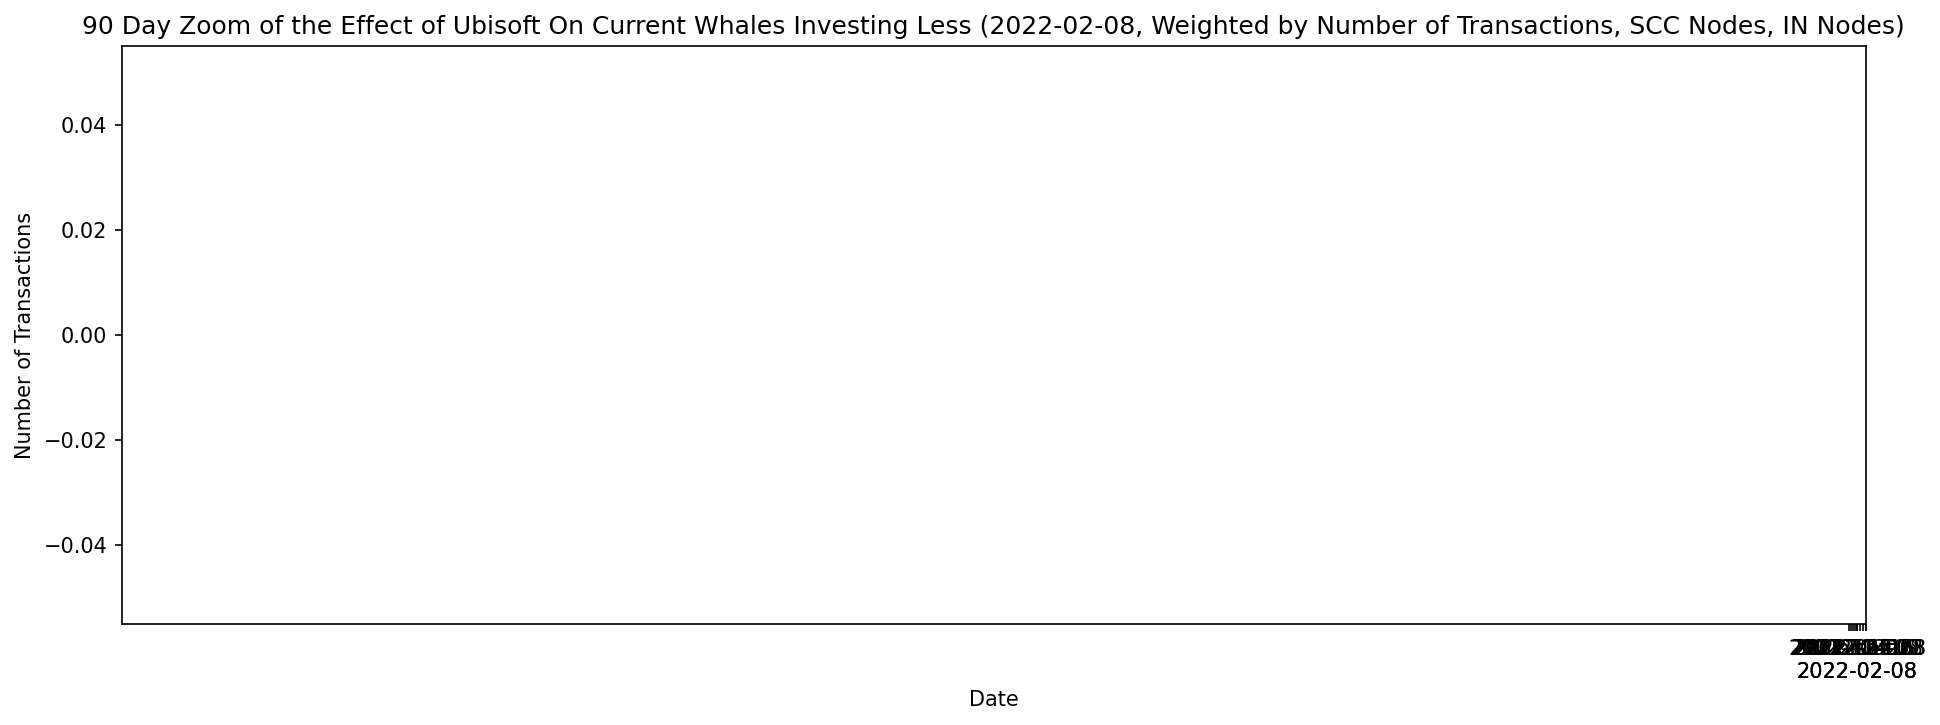 90 Day Zoom of the Effect of Ubisoft On Current Whales Investing Less (2022-02-08, Weighted by Number of Transactions, SCC Nodes, IN Nodes)
Number of Transactions
0.04
0.02
0.00
−0.02
−0.04
2022-02-08
Date